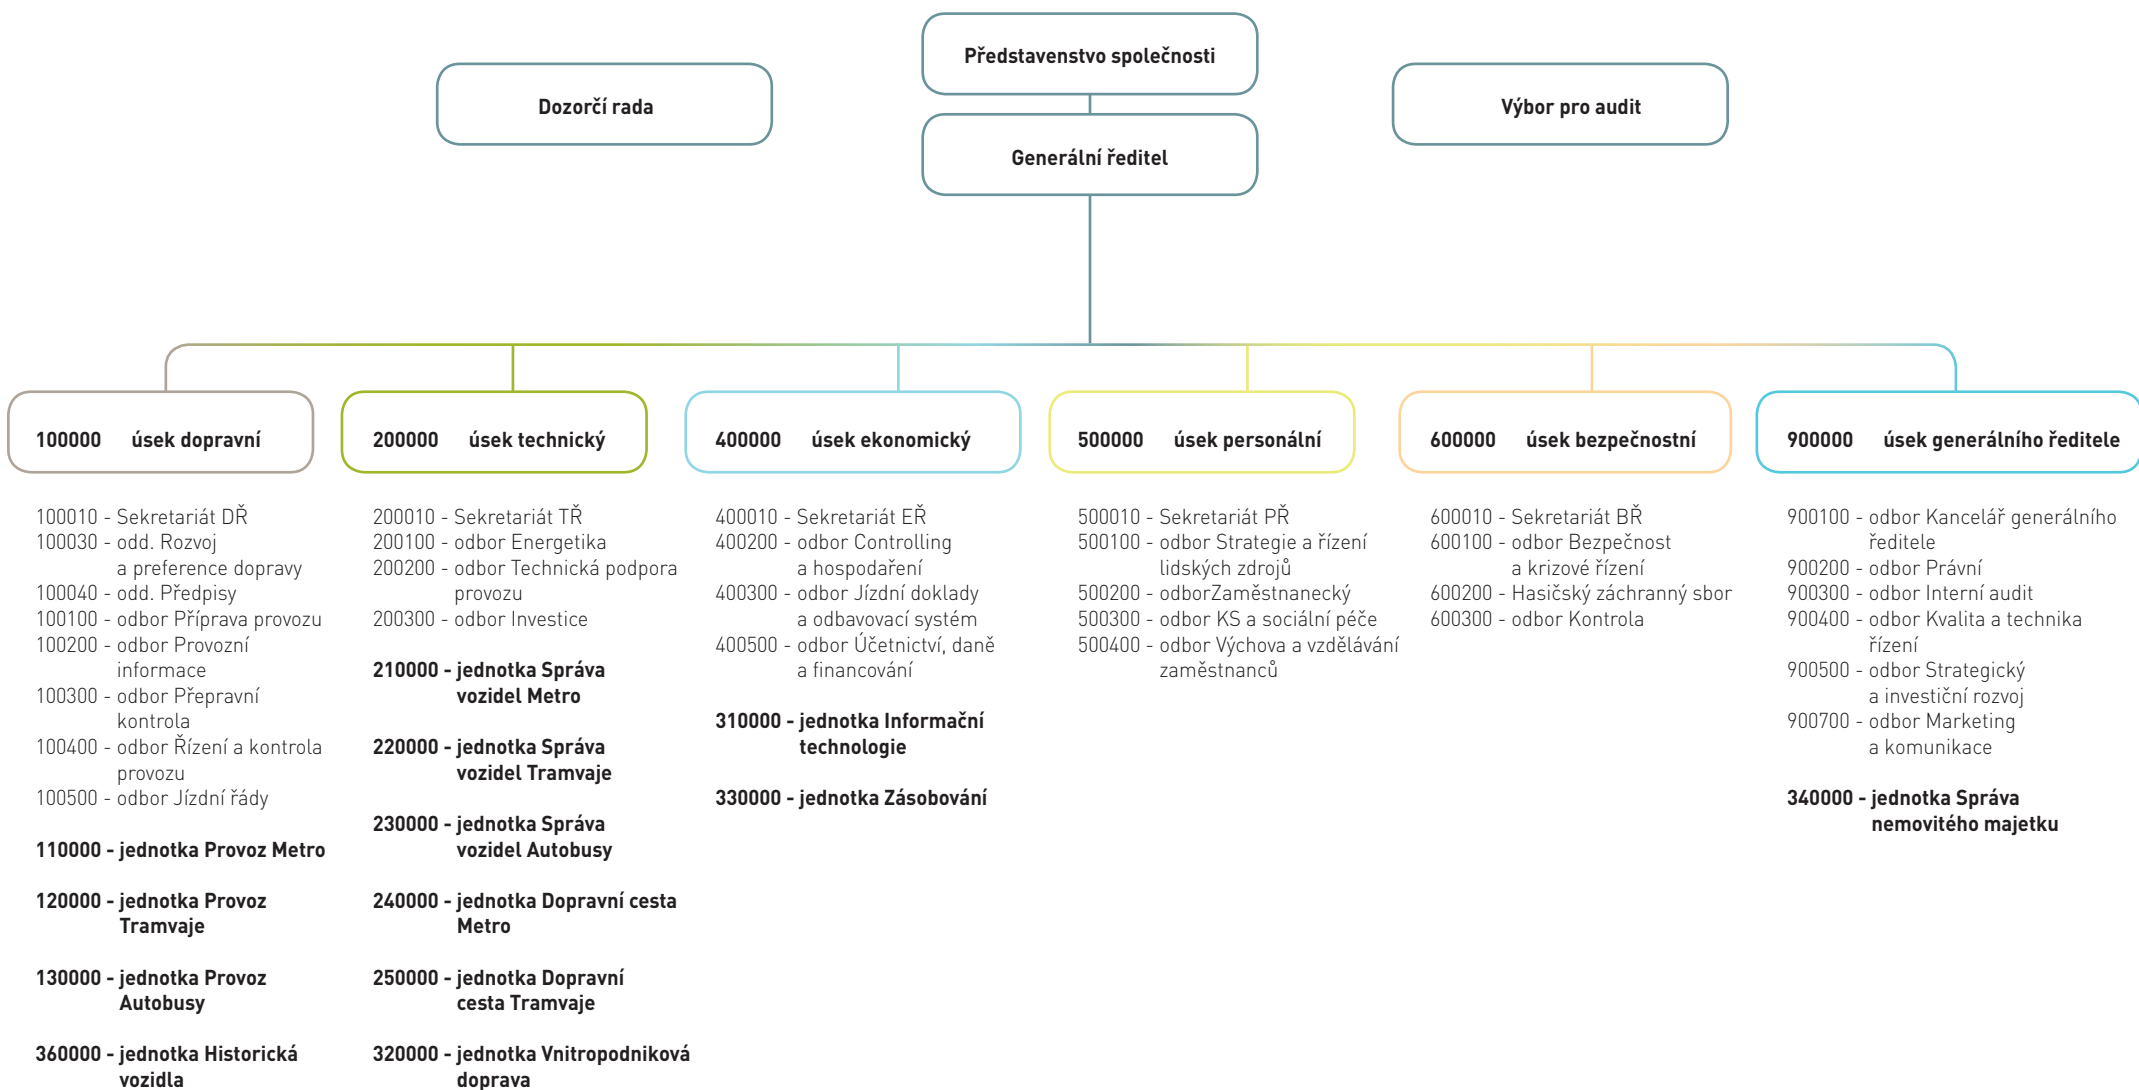 Představenstvo společnosti
Dozorčí rada
Výbor pro audit
Generální ředitel
100000 úsek dopravní
100010 - Sekretariát DŘ
100030 - odd. Rozvoj
a preference dopravy
100040 - odd. Předpisy
100100 - odbor Příprava provozu
100200 - odbor Provozní
informace
100300 - odbor Přepravní
kontrola
100400 - odbor Řízení a kontrola
provozu
100500 - odbor Jízdní řády
110000 - jednotka Provoz Metro
120000 - jednotka Provoz
Tramvaje
130000 - jednotka Provoz
Autobusy
360000 - jednotka Historická
vozidla
200000 úsek technický
200010 - Sekretariát TŘ
200100 - odbor Energetika
200200 - odbor Technická podpora
provozu
200300 - odbor Investice
210000 - jednotka Správa
vozidel Metro
220000 - jednotka Správa
vozidel Tramvaje
230000 - jednotka Správa
vozidel Autobusy
240000 - jednotka Dopravní cesta
Metro
250000 - jednotka Dopravní
cesta Tramvaje
320000 - jednotka Vnitropodniková
doprava
400000 úsek ekonomický
400010 - Sekretariát EŘ
400200 - odbor Controlling
a hospodaření
400300 - odbor Jízdní doklady
a odbavovací systém
400500 - odbor Účetnictví, daně
a financování
310000 - jednotka Informační
technologie
330000 - jednotka Zásobování
500000 úsek personální
500010 - Sekretariát PŘ
500100 - odbor Strategie a řízení
lidských zdrojů
500200 - odborZaměstnanecký
500300 - odbor KS a sociální péče
500400 - odbor Výchova a vzdělávání
zaměstnanců
600000 úsek bezpečnostní
600010 - Sekretariát BŘ
600100 - odbor Bezpečnost
a krizové řízení
600200 - Hasičský záchranný sbor
600300 - odbor Kontrola
900000 úsek generálního ředitele
900100 - odbor Kancelář generálního
ředitele
900200 - odbor Právní
900300 - odbor Interní audit
900400 - odbor Kvalita a technika
řízení
900500 - odbor Strategický
a investiční rozvoj
900700 - odbor Marketing
a komunikace
340000 - jednotka Správa
nemovitého majetku